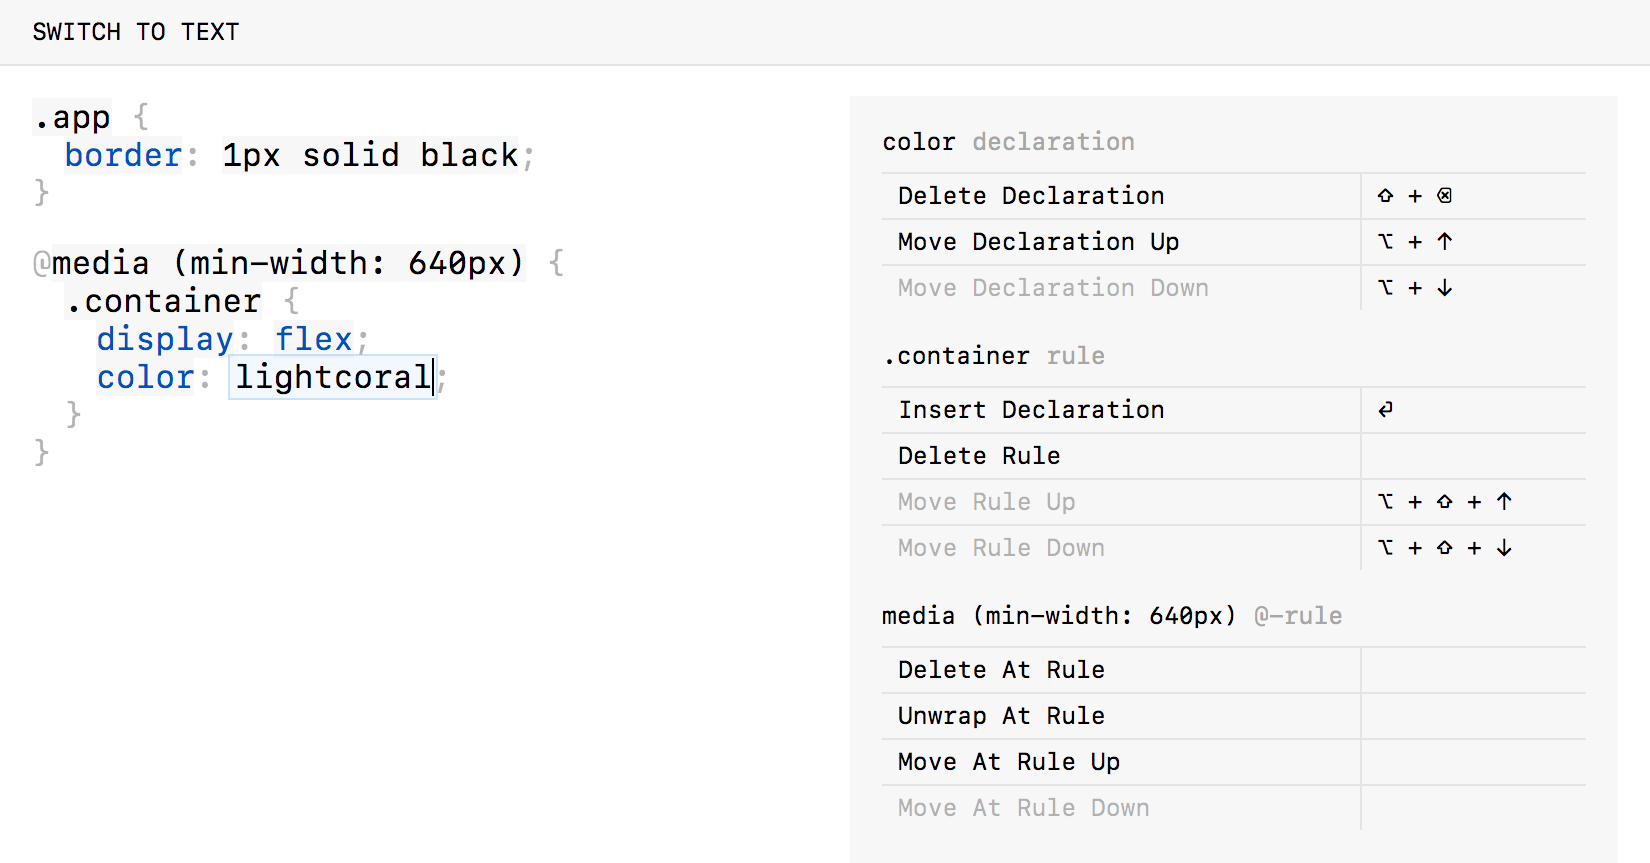 SWITCH TO TEXT
.app {
border: 1px solid black;
}
@media (min-width: 640px) {
.container {
display: flex;
color: lightcoral;
}
}
color declaration
Delete Declaration ⇧ + ⌫
Move Declaration Up ⌥ + ↑
Move Declaration Down ⌥ + ↓
.container rule
Insert Declaration ⏎
Delete Rule
Move Rule Up ⌥ + ⇧ + ↑
Move Rule Down ⌥ + ⇧ + ↓
media (min-width: 640px) @-rule
Delete At Rule
Unwrap At Rule
Move At Rule Up
Move At Rule Down